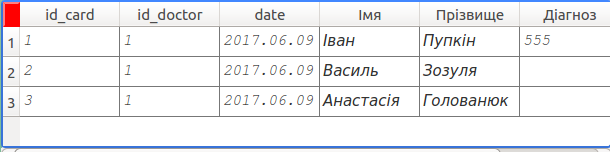 id_card id_doctor date Імя Прізвище Діагноз
1 1 1 2017.06.09 Іван Пупкін 555
2 2 1 2017.06.09 Василь Зозуля
3 3 1 2017.06.09 Анастасія Голованюк